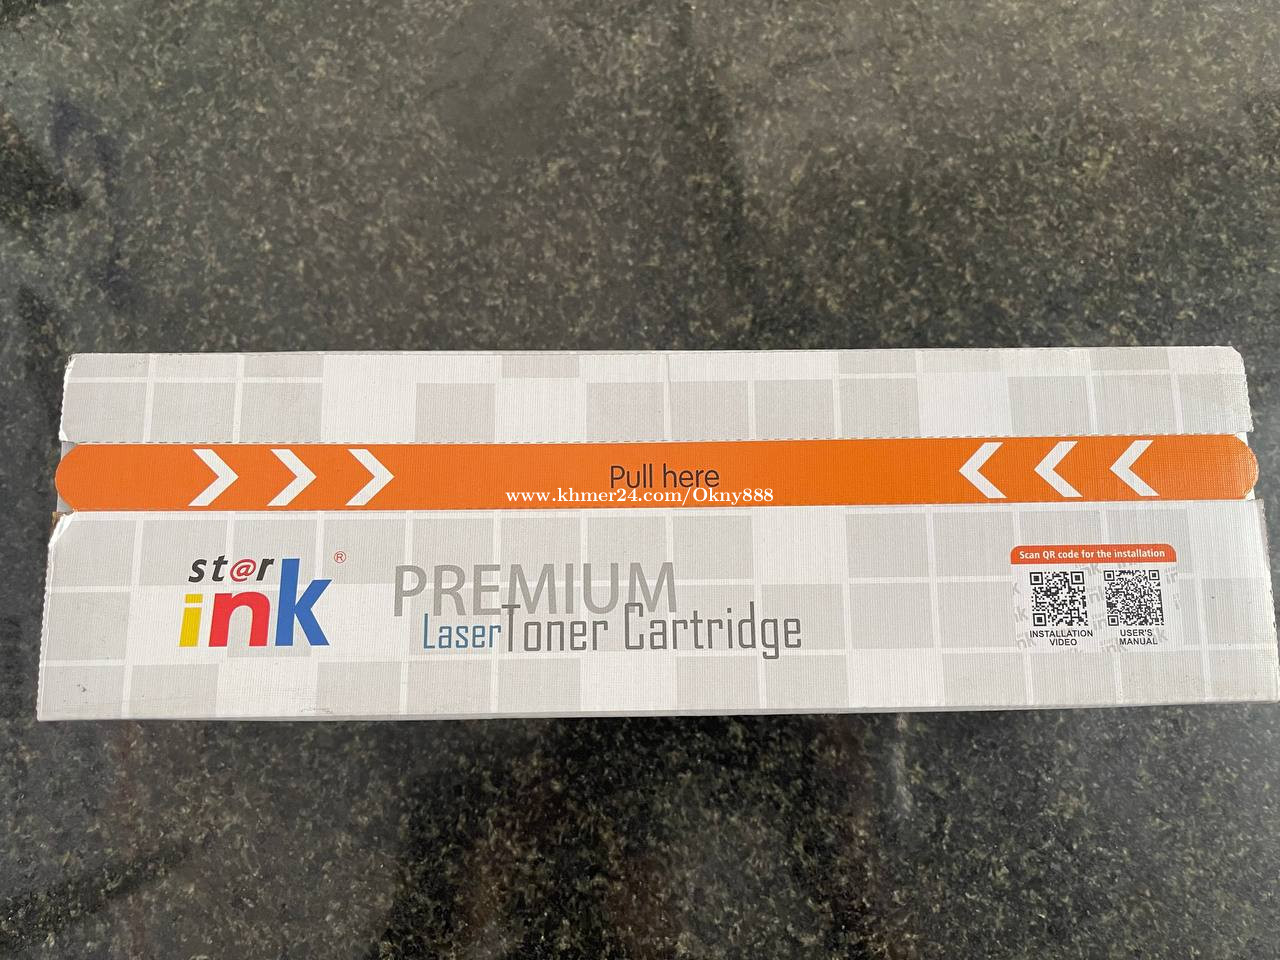 Pull here
www.khmer24.com/Okny888
st@r
ink®
PREMIUM
Laser Toner Cartridge
Scan QR code for the installation
INSTALLATION
VIDEO
USER'S
MANUAL